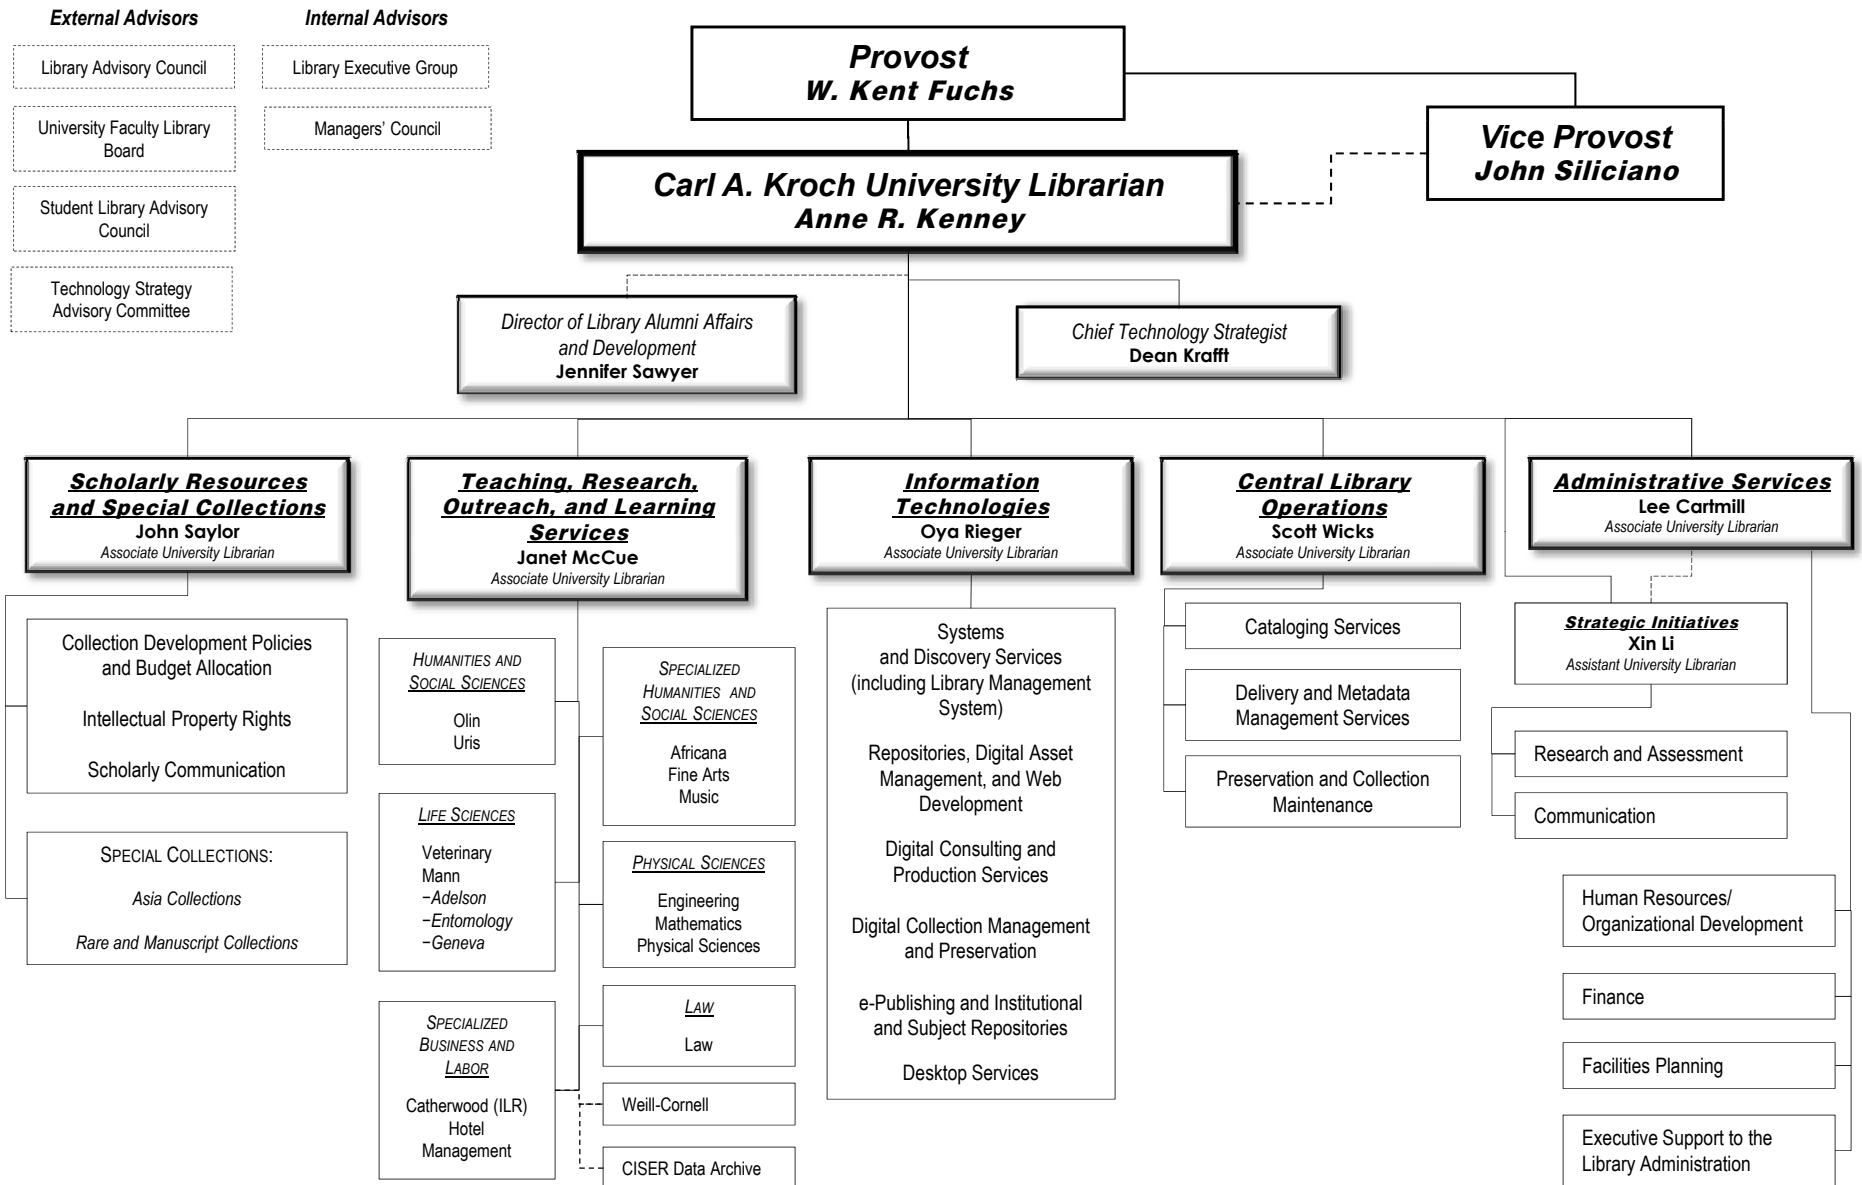 External Advisors
Library Advisory Council
University Faculty Library
Board
Student Library Advisory
Council
Technology Strategy
Advisory Committee
Internal Advisors
Library Executive Group
Managers’ Council
Provost
W. Kent Fuchs
Vice Provost
John Siliciano
Carl A. Kroch University Librarian
Anne R. Kenney
Director of Library Alumni Affairs
and Development
Jennifer Sawyer
Chief Technology Strategist
Dean Krafft
Scholarly Resources
and Special Collections
John Saylor
Associate University Librarian
Collection Development Policies
and Budget Allocation
Intellectual Property Rights
Scholarly Communication
SPECIAL COLLECTIONS:
Asia Collections
Rare and Manuscript Collections
Teaching, Research,
Outreach, and Learning
Services
Janet McCue
Associate University Librarian
HUMANITIES AND
SOCIAL SCIENCES
Olin
Uris
LIFE SCIENCES
Veterinary
Mann
−Adelson
−Entomology
−Geneva
SPECIALIZED
BUSINESS AND
LABOR
Catherwood (ILR)
Hotel
Management
SPECIALIZED
HUMANITIES AND
SOCIAL SCIENCES
Africana
Fine Arts
Music
PHYSICAL SCIENCES
Engineering
Mathematics
Physical Sciences
LAW
Law
Weill-Cornell
CISER Data Archive
Information
Technologies
Oya Rieger
Associate University Librarian
Systems
and Discovery Services
(including Library Management
System)
Repositories, Digital Asset
Management, and Web
Development
Digital Consulting and
Production Services
Digital Collection Management
and Preservation
e-Publishing and Institutional
and Subject Repositories
Desktop Services
Central Library
Operations
Scott Wicks
Associate University Librarian
Cataloging Services
Delivery and Metadata
Management Services
Preservation and Collection
Maintenance
Administrative Services
Lee Cartmill
Associate University Librarian
Strategic Initiatives
Xin Li
Assistant University Librarian
Research and Assessment
Communication
Human Resources/
Organizational Development
Finance
Facilities Planning
Executive Support to the
Library Administration